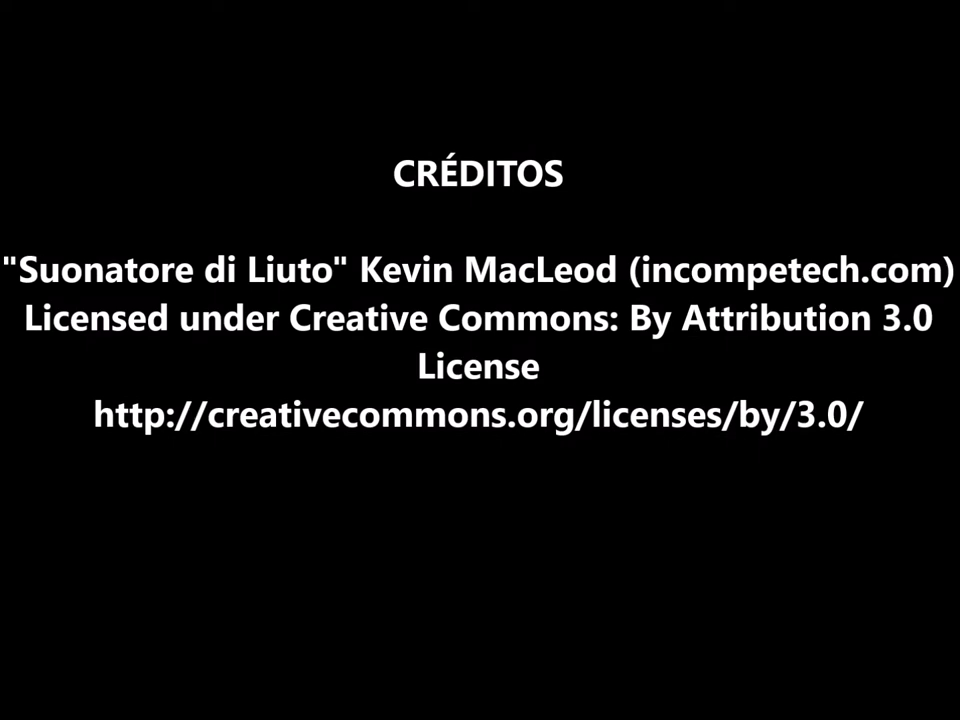 CRÉDITOS
"Suonatore di Liuto" Kevin MacLeod (incompetech.com)
Licensed under Creative Commons: By Attribution 3.0
License
http://creativecommons.org/licenses/by/3.0/